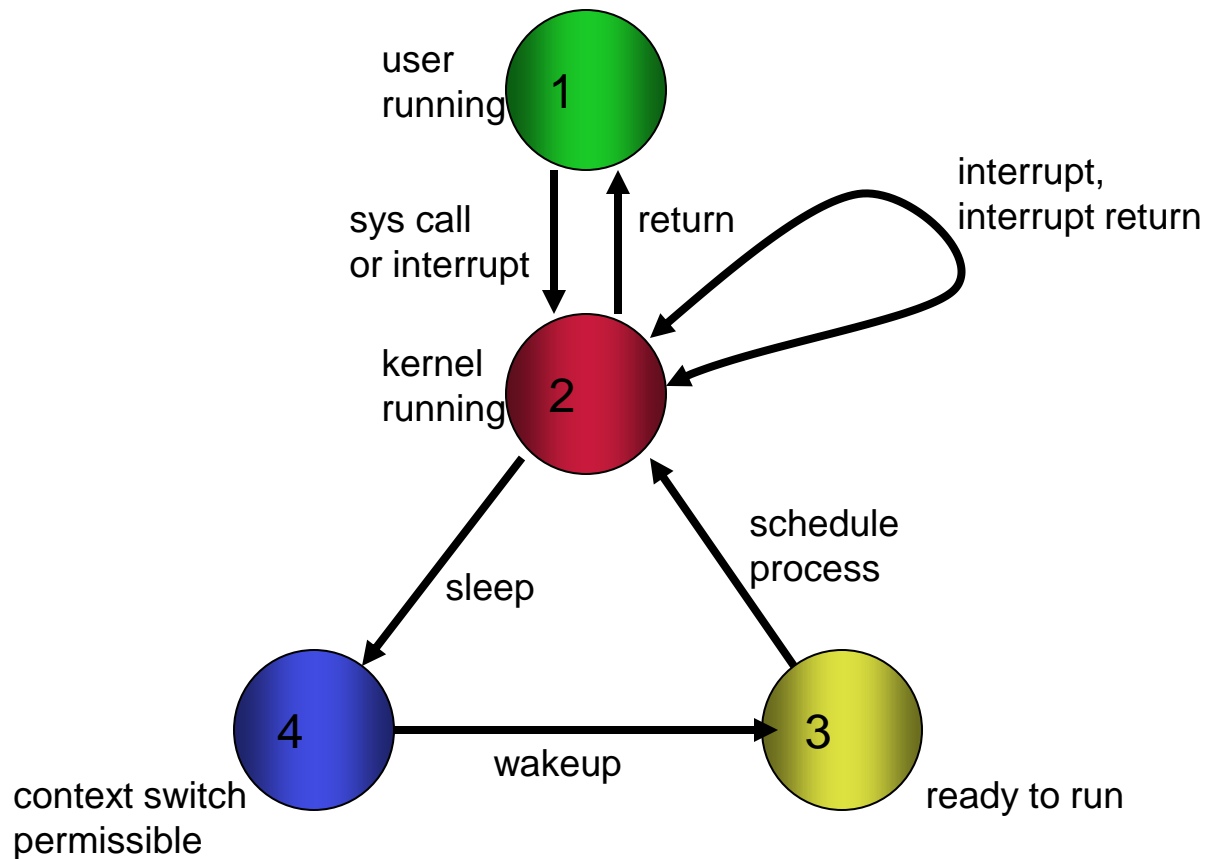 user
running
1
sys call
or interrupt
return
interrupt,
interrupt return
kernel
running
2
schedule
process
sleep
4
3
wakeup
context switch
permissible
ready to run